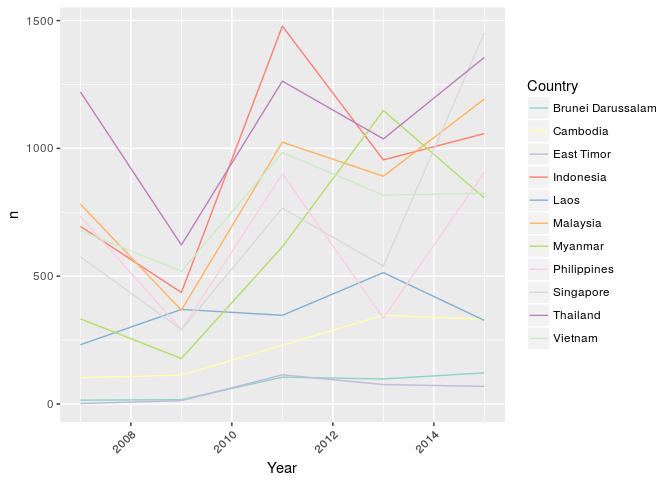 1500
1000
500
0
n
2008
2010
2012
2014
Year
Country
Brunei Darussalam
Cambodia
East Timor
Indonesia
Laos
Malaysia
Myanmar
Philippines
Singapore
Thailand
Vietnam